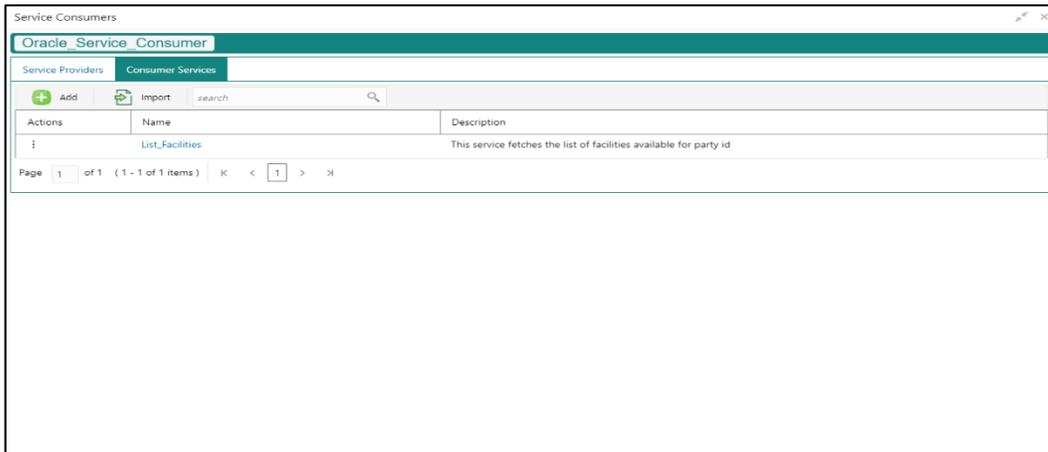 Service Consumers
Oracle_Service_Consumer
Service Providers Consumer Services
Add Import search
Actions Name Description
List_Facilities This service fetches the list of facilities available for party id
Page 1 of 1 (1 - 1 of 1 items) K < 1 > >|